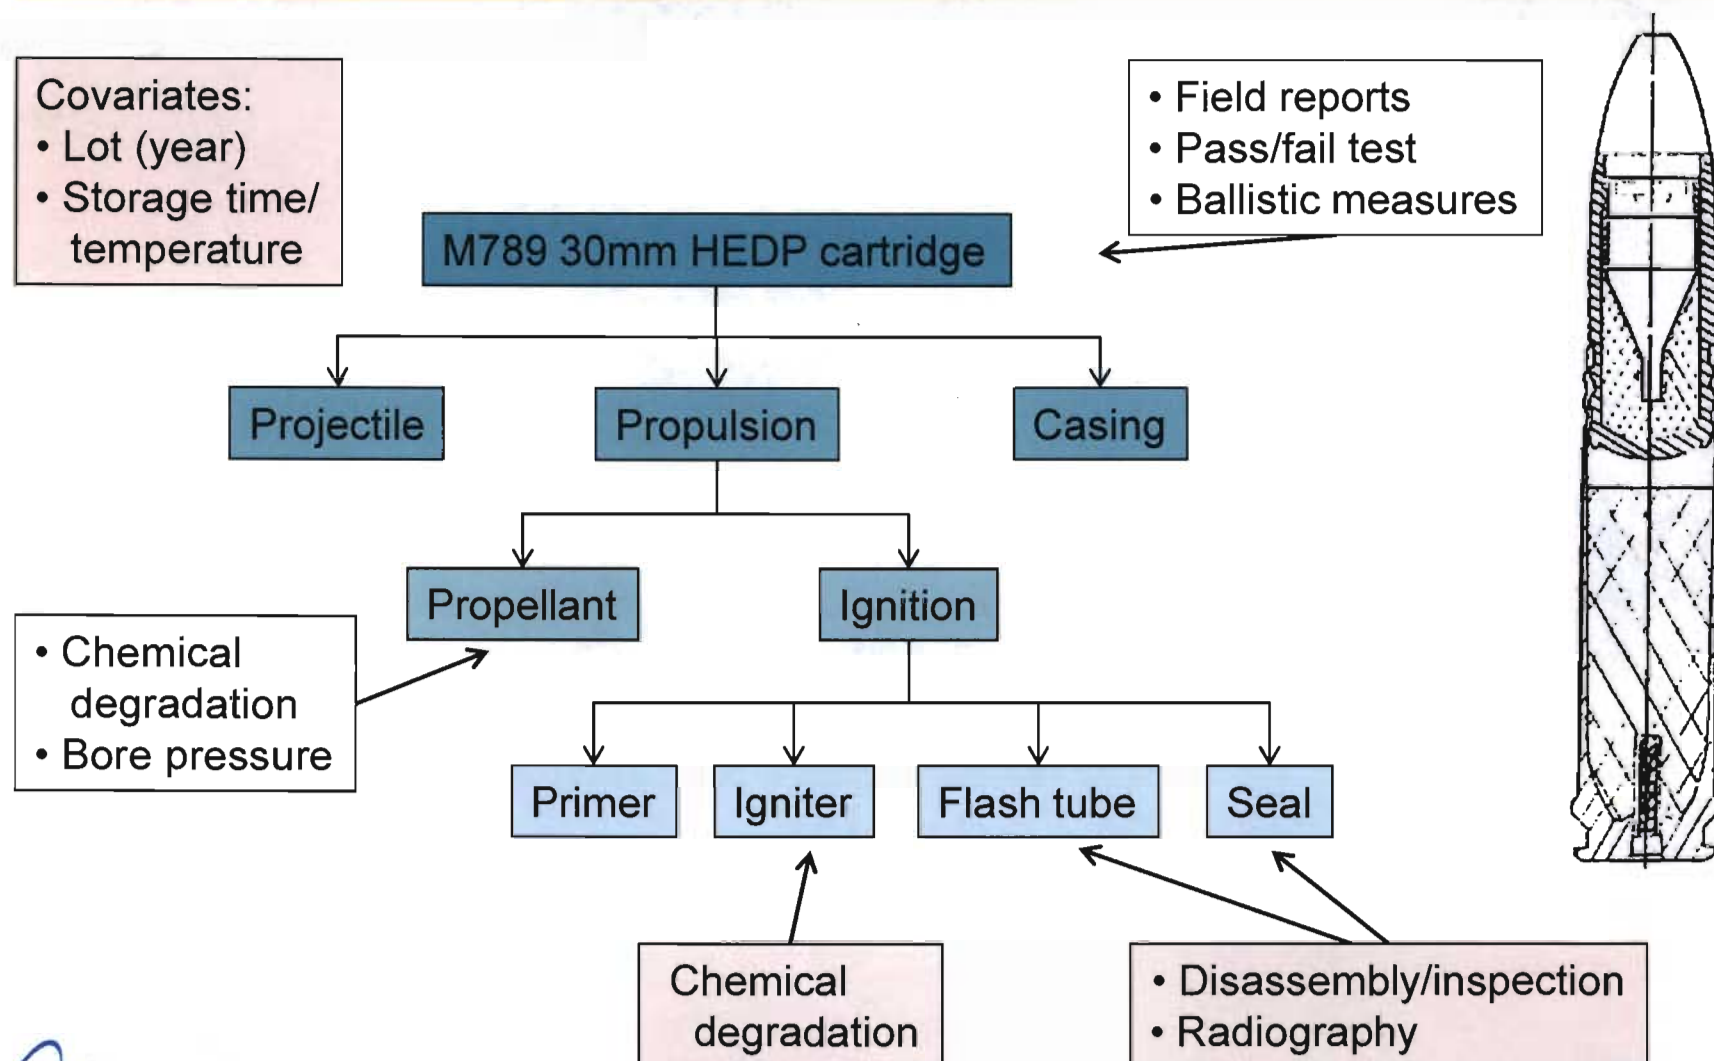 Covariates:
• Lot (year)
• Storage time/
temperature
• Field reports
• Pass/fail test
• Ballistic measures
M789 30mm HEDP cartridge
Projectile
Propulsion
Casing
Propellant
Ignition
• Chemical
degradation
• Bore pressure
Primer
Igniter
Flash tube
Seal
Chemical
degradation
• Disassembly/inspection
• Radiography